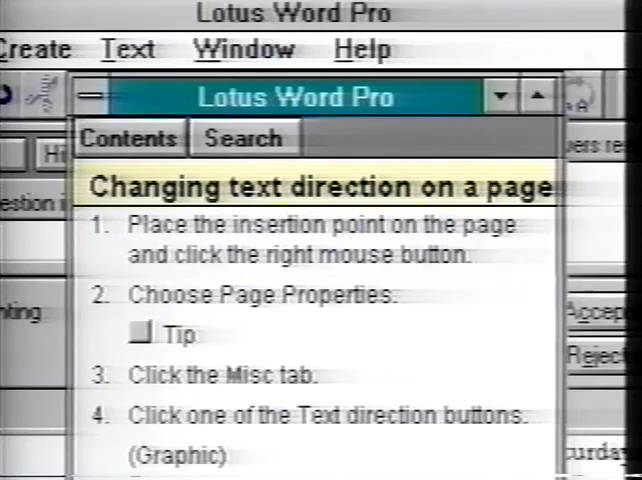 Lotus Word Pro
Create Text Window Help
Lotus Word Pro
Contents Search
Changing text direction on a page
1. Place the insertion point on the page
and click the right mouse button.
2. Choose Page Properties.
Tip
3. Click the Misc tab.
4. Click one of the Text direction buttons.
(Graphic)